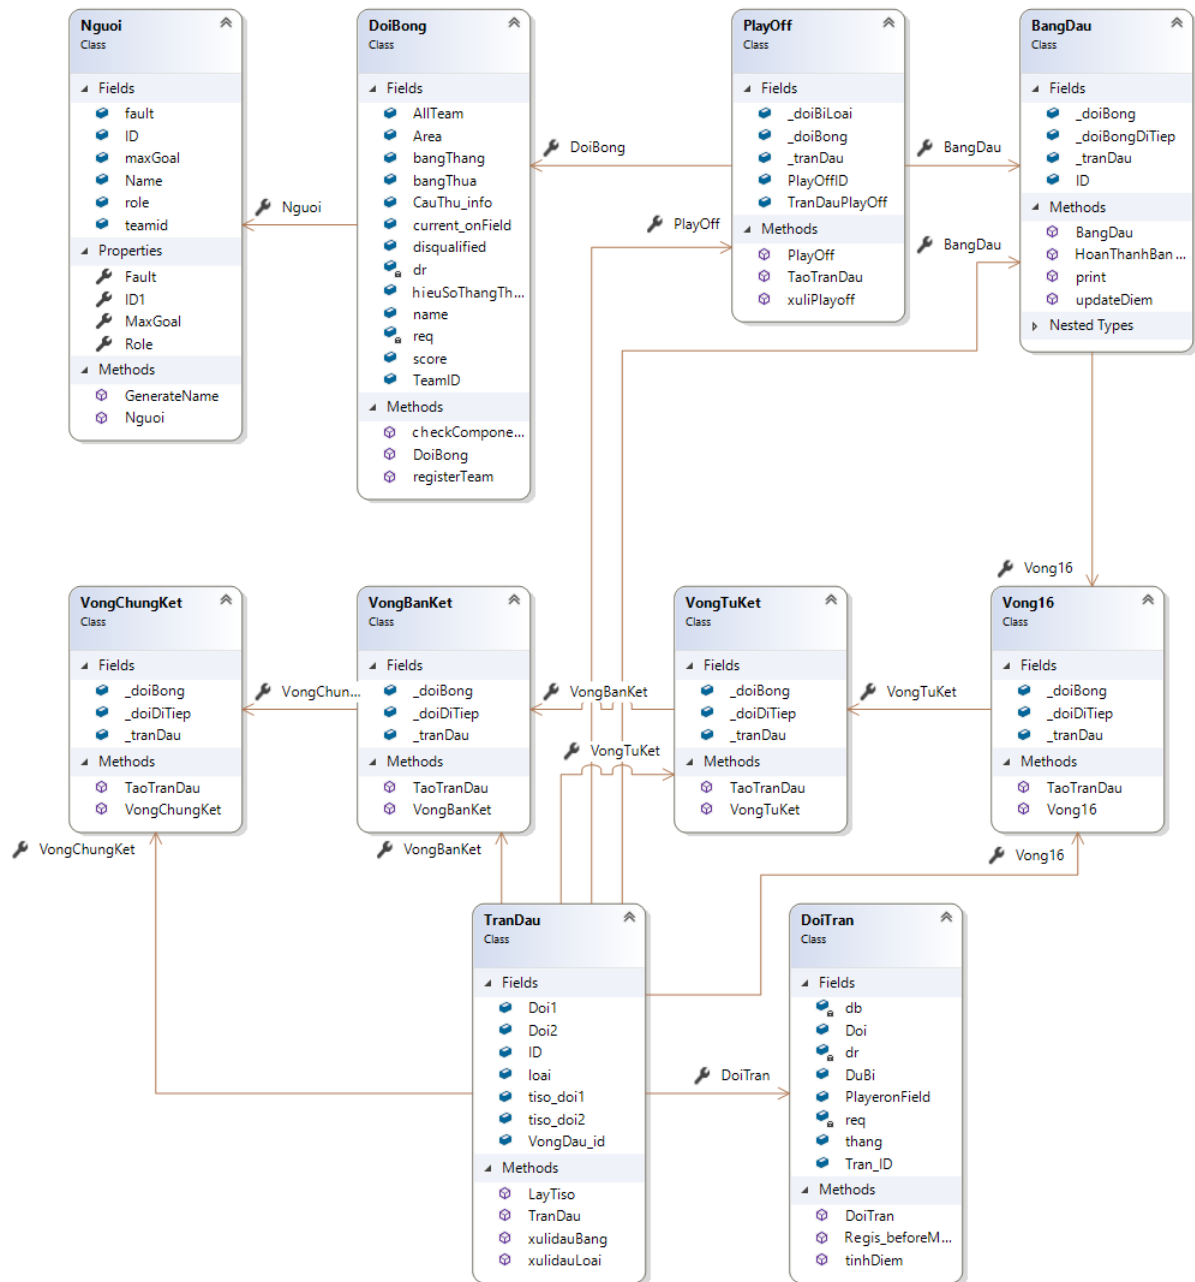 Nguoi
Class
Fields
fault
ID
maxGoal
Name
role
teamid
Properties
Fault
ID1
MaxGoal
Role
Methods
GenerateName
Nguoi
Nguoi
DoiBong
Class
Fields
AllTeam
Area
bangThang
bangThua
CauThu_info
current_onField
disqualified
dr
hieuSoThangTh...
name
req
score
TeamID
Methods
checkCompone...
DoiBong
registerTeam
DoiBong
PlayOff
PlayOff
Class
Fields
_doiBiLoai
_doiBong
_tranDau
PlayOffID
TranDauPlayOff
Methods
PlayOff
TaoTranDau
xuliPlayoff
BangDau
BangDau
BangDau
Class
Fields
_doiBong
_doiBongDiTiep
_tranDau
ID
Methods
BangDau
HoanThanhBan...
print
updateDiem
Nested Types
Vong16
VongChungKet
Class
Fields
_doiBong
_doiDiTiep
_tranDau
Methods
TaoTranDau
VongChungKet
VongChun...
VongChungKet
VongBanKet
Class
Fields
_doiBong
_doiDiTiep
_tranDau
Methods
TaoTranDau
VongBanKet
VongBanKet
VongBanKet
VongTuKet
VongTuKet
Class
Fields
_doiBong
_doiDiTiep
_tranDau
Methods
TaoTranDau
VongTuKet
VongTuKet
Vong16
Class
Fields
_doiBong
_doiDiTiep
_tranDau
Methods
TaoTranDau
Vong16
Vong16
TranDau
Class
Fields
Doi1
Doi2
ID
loai
tiso_doi1
tiso_doi2
VongDau_id
Methods
LayTiso
TranDau
xulidauBang
xulidauLoai
DoiTran
DoiTran
Class
Fields
db
Doi
dr
DuBi
PlayeronField
req
thang
Tran_ID
Methods
DoiTran
Regis_beforeM...
tinhDiem